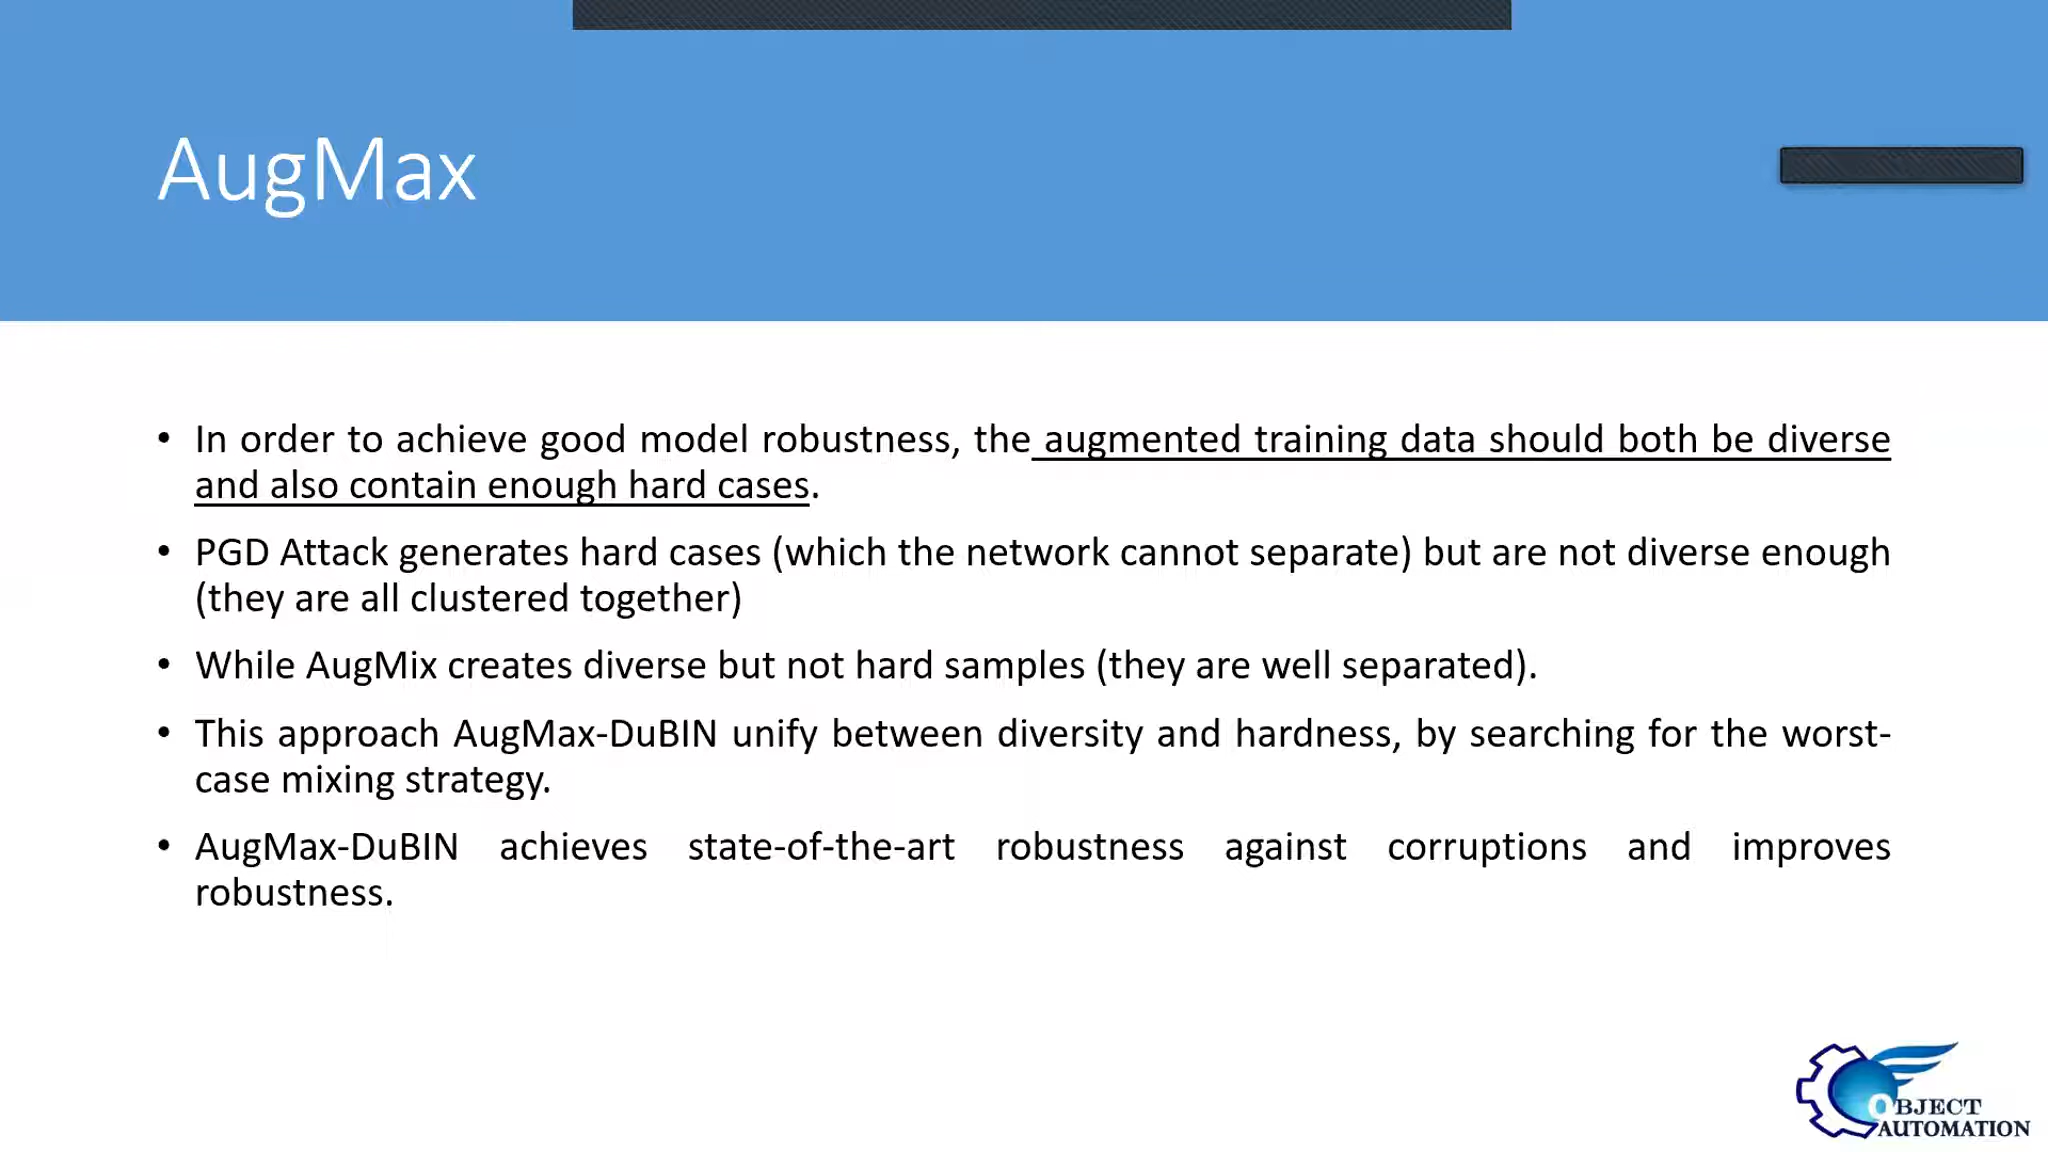 AugMax
• In order to achieve good model robustness, the augmented training data should both be diverse
and also contain enough hard cases.
• PGD Attack generates hard cases (which the network cannot separate) but are not diverse enough
(they are all clustered together)
• While AugMix creates diverse but not hard samples (they are well separated).
• This approach AugMax-DuBIN unify between diversity and hardness, by searching for the worst-
case mixing strategy.
• AugMax-DuBIN achieves state-of-the-art robustness against corruptions and improves
robustness.
OBJECT
AUTOMATION